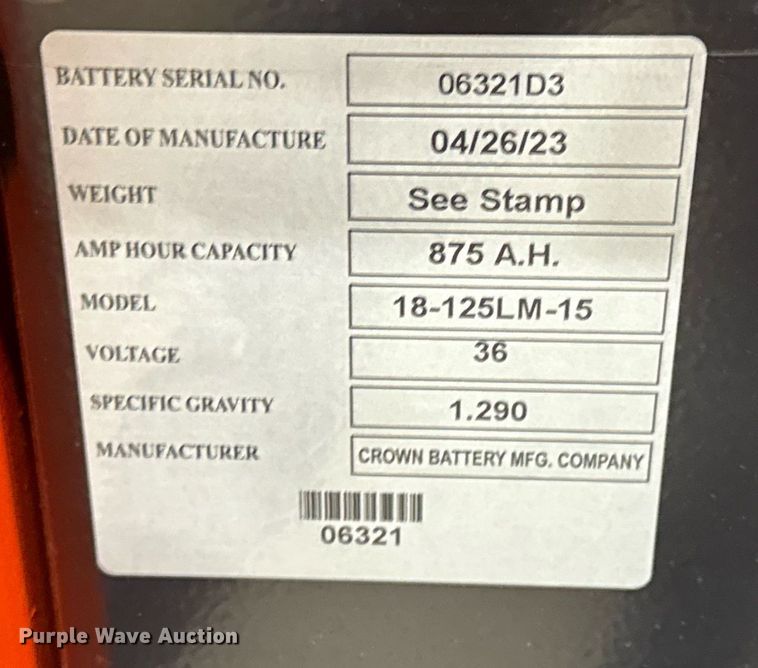 BATTERY SERIAL NO. 06321D3
DATE OF MANUFACTURE 04/26/23
WEIGHT See Stamp
AMP HOUR CAPACITY 875 A.H.
MODEL 18-125LM-15
VOLTAGE 36
SPECIFIC GRAVITY 1.290
MANUFACTURER CROWN BATTERY MFG. COMPANY
06321
Purple Wave Auction